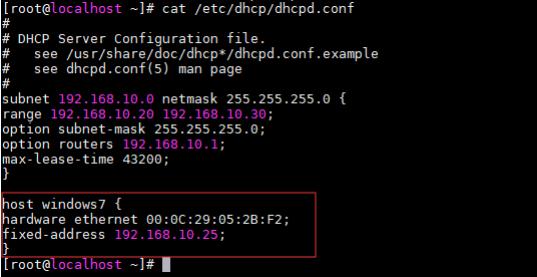 [root@localhost ~]# cat /etc/dhcp/dhcpd.conf
#
# DHCP Server Configuration file.
#   see /usr/share/doc/dhcp*/dhcpd.conf.example
#   see dhcpd.conf(5) man page
#
subnet 192.168.10.0 netmask 255.255.255.0 {
range 192.168.10.20 192.168.10.30;
option subnet-mask 255.255.255.0;
option routers 192.168.10.1;
max-lease-time 43200;
}
host windows7 {
hardware ethernet 00:0C:29:05:2B:F2;
fixed-address 192.168.10.25;
}
[root@localhost ~]#